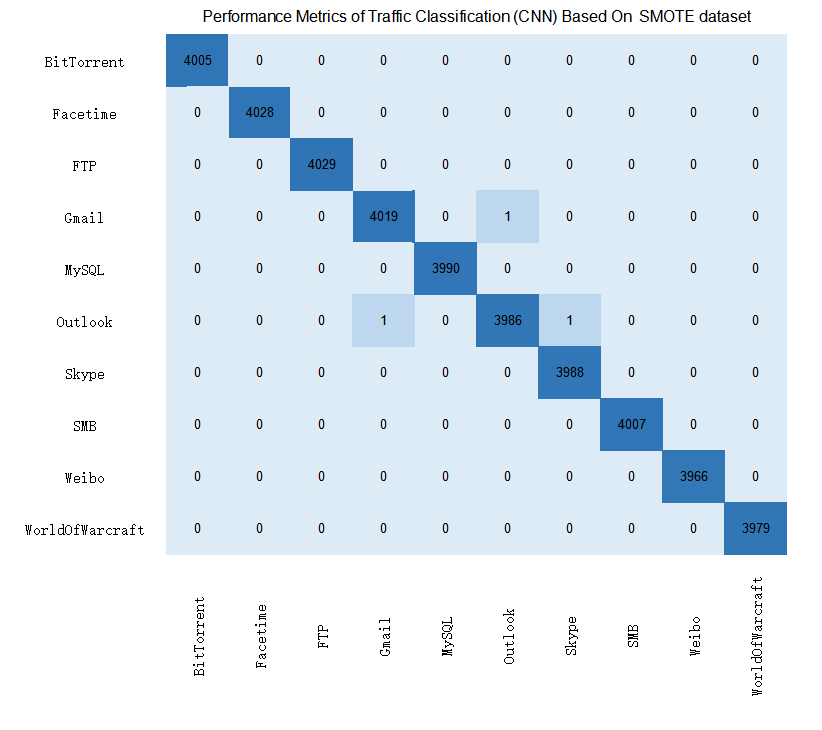 Performance Metrics of Traffic Classification (CNN) Based On SMOTE dataset
BitTorrent 4005 0 0 0 0 0 0 0 0 0
Facetime 0 4028 0 0 0 0 0 0 0 0
FTP 0 0 4029 0 0 0 0 0 0 0
Gmail 0 0 0 4019 0 1 0 0 0 0
MySQL 0 0 0 0 3990 0 0 0 0 0
Outlook 0 0 0 1 0 3986 1 0 0 0
Skype 0 0 0 0 0 0 3988 0 0 0
SMB 0 0 0 0 0 0 0 4007 0 0
Weibo 0 0 0 0 0 0 0 0 3966 0
WorldOfWarcraft 0 0 0 0 0 0 0 0 0 3979
BitTorrent
Facetime
FTP
Gmail
MySQL
Outlook
Skype
SMB
Weibo
WorldOfWarcraft